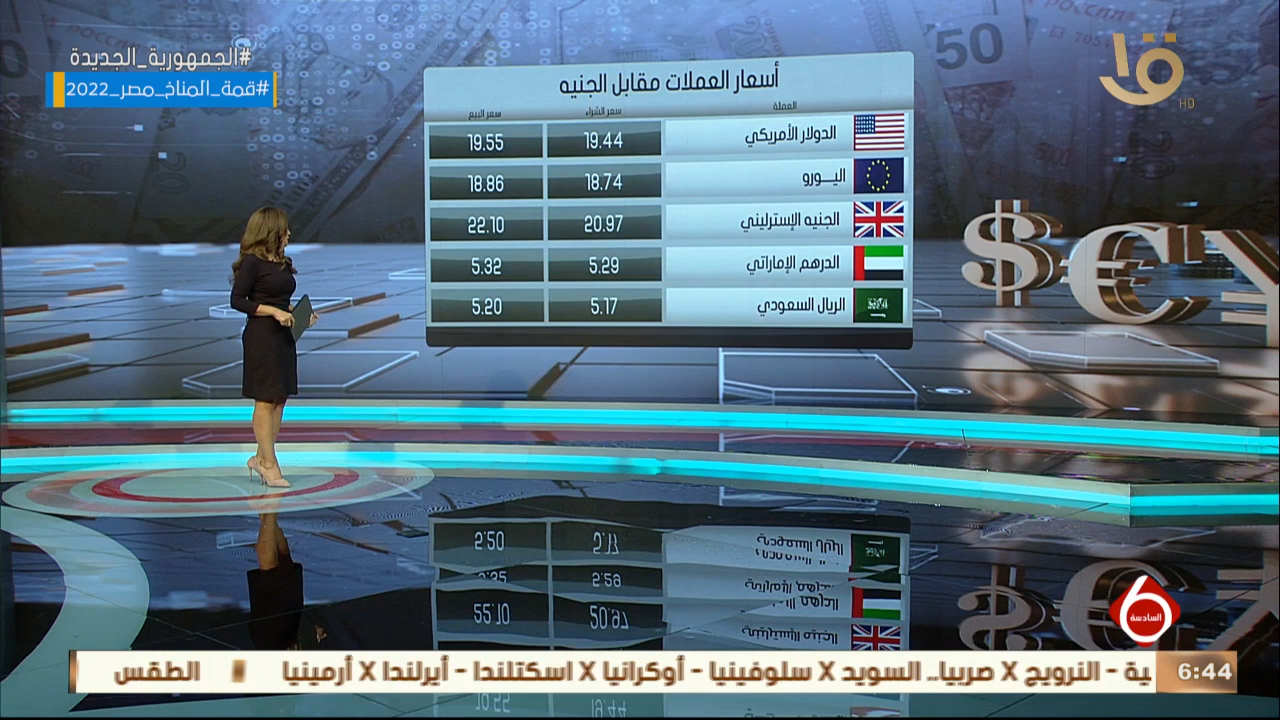 #الجمهورية_الجديدة
#قمة_المناخ_مصر_2022
HD
أسعار العملات مقابل الجنيه
العملة سعر الشراء سعر البيع
الدولار الأمريكي 19.44 19.55
اليـورو 18.74 18.86
الجنيه الإسترليني 20.97 22.10
الدرهم الإماراتي 5.29 5.32
الريال السعودي 5.17 5.20
$€¥
6 السادسة
6:44 ية - النرويج X صربيا.. السويد X سلوفينيا - أوكرانيا X اسكتلندا - أيرلندا X أرمينيا الطقس